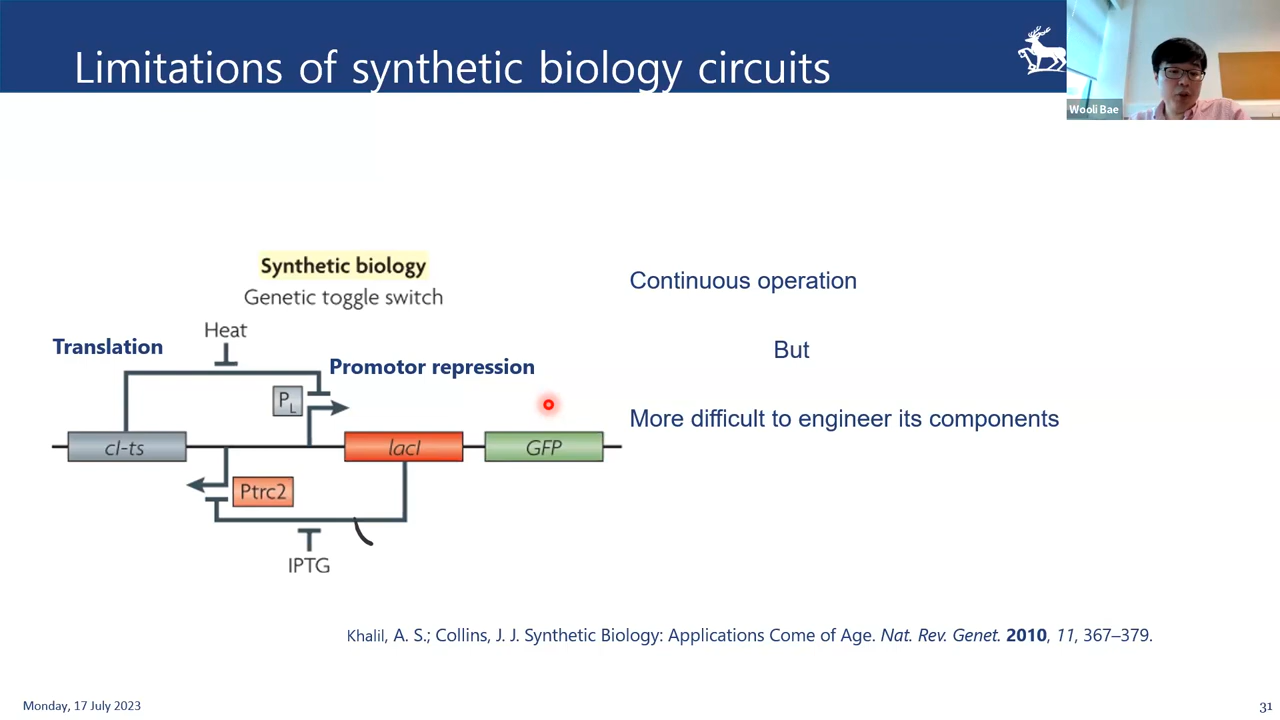 Limitations of synthetic biology circuits
Wooli Bae
Synthetic biology
Genetic toggle switch
Heat
Translation
Promotor repression
PL
cI-ts
lacI
GFP
Ptrc2
IPTG
Continuous operation
But
More difficult to engineer its components
Khalil, A. S.; Collins, J. J. Synthetic Biology: Applications Come of Age. Nat. Rev. Genet. 2010, 11, 367–379.
Monday, 17 July 2023
31